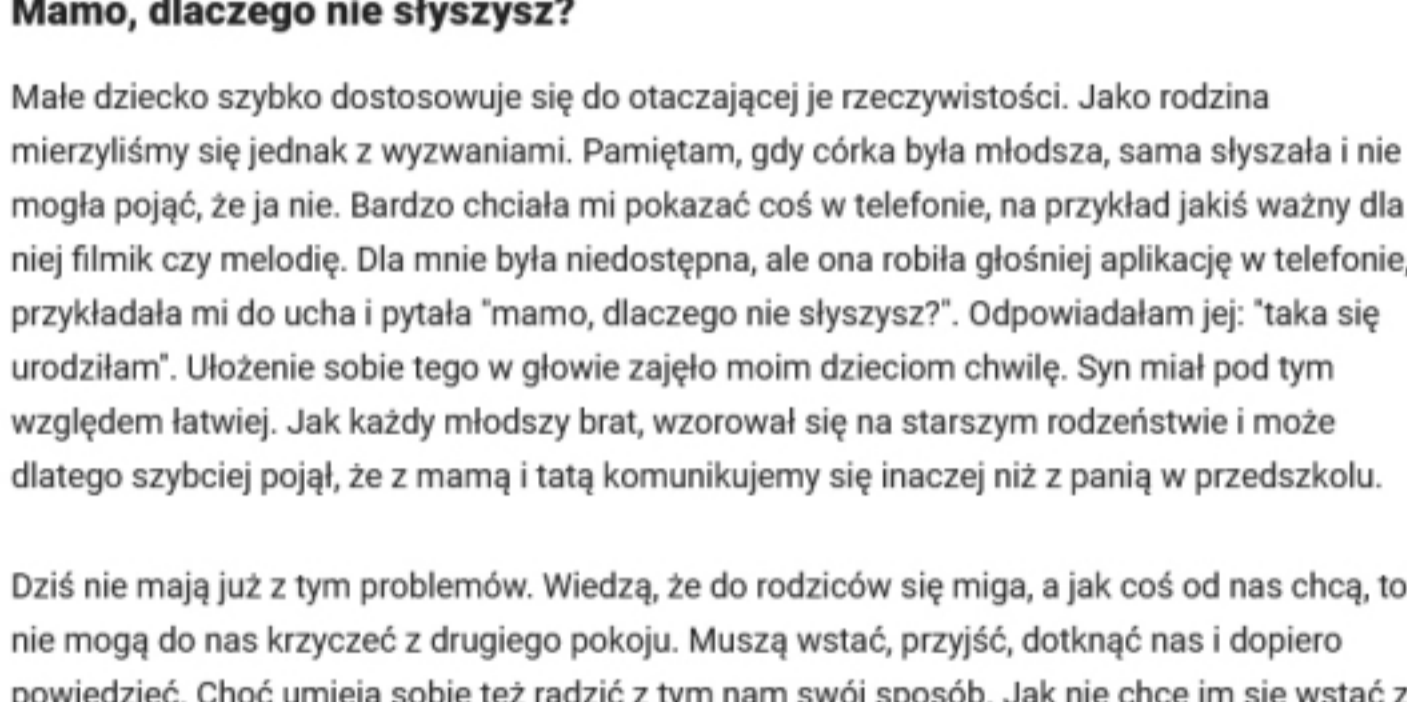 Mamo, dlaczego nie słyszysz?
Małe dziecko szybko dostosowuje się do otaczającej je rzeczywistości. Jako rodzina
mierzyliśmy się jednak z wyzwaniami. Pamiętam, gdy córka była młodsza, sama słyszała i nie
mogła pojąć, że ja nie. Bardzo chciała mi pokazać coś w telefonie, na przykład jakiś ważny dla
niej filmik czy melodię. Dla mnie była niedostępna, ale ona robiła głośniej aplikację w telefonie,
przykładała mi do ucha i pytała "mamo, dlaczego nie słyszysz?". Odpowiadałam jej: "taka się
urodziłam". Ułożenie sobie tego w głowie zajęło moim dzieciom chwilę. Syn miał pod tym
względem łatwiej. Jak każdy młodszy brat, wzorował się na starszym rodzeństwie i może
dlatego szybciej pojął, że z mamą i tatą komunikujemy się inaczej niż z panią w przedszkolu.
Dziś nie mają już z tym problemów. Wiedzą, że do rodziców się miga, a jak coś od nas chcą, to
nie mogą do nas krzyczeć z drugiego pokoju. Muszą wstać, przyjść, dotknąć nas i dopiero
powiedzieć. Choć umieją sobie też radzić z tym nam swój sposób. Jak nie chce im się wstać z